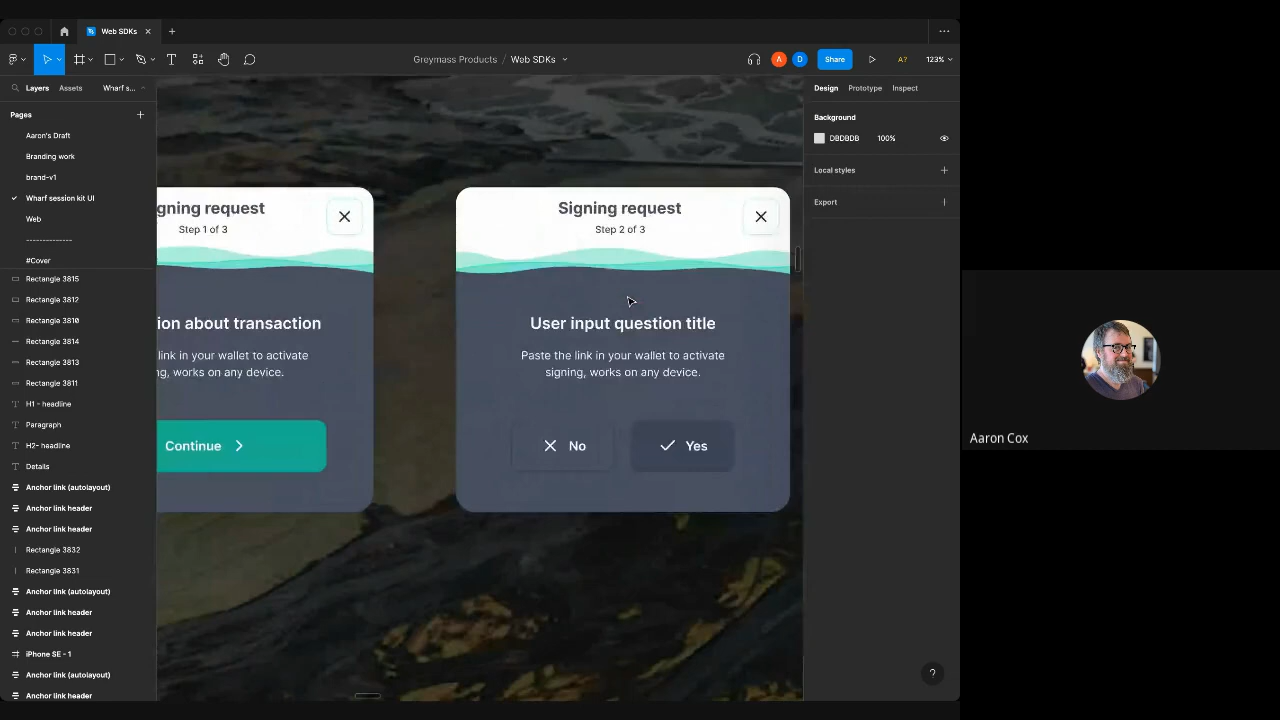 Web SDKs
Greymass Products / Web SDKs
A
D
Share
A?
123%
Layers
Assets
Wharf s...
Pages
Aaron's Draft
Branding work
brand-v1
Wharf session kit UI
Web
--------------
#Cover
Rectangle 3815
Rectangle 3812
Rectangle 3810
Rectangle 3814
Rectangle 3813
Rectangle 3811
H1 - headline
Paragraph
H2- headline
Details
Anchor link (autolayout)
Anchor link header
Anchor link header
Rectangle 3832
Rectangle 3831
Anchor link (autolayout)
Anchor link header
Anchor link header
iPhone SE - 1
Anchor link (autolayout)
Anchor link header
gning request
Step 1 of 3
ion about transaction
link in your wallet to activate
ng, works on any device.
Continue
Signing request
Step 2 of 3
User input question title
Paste the link in your wallet to activate
signing, works on any device.
No
Yes
Design
Prototype
Inspect
Background
DBDBDB
100%
Local styles
Export
?
Aaron Cox